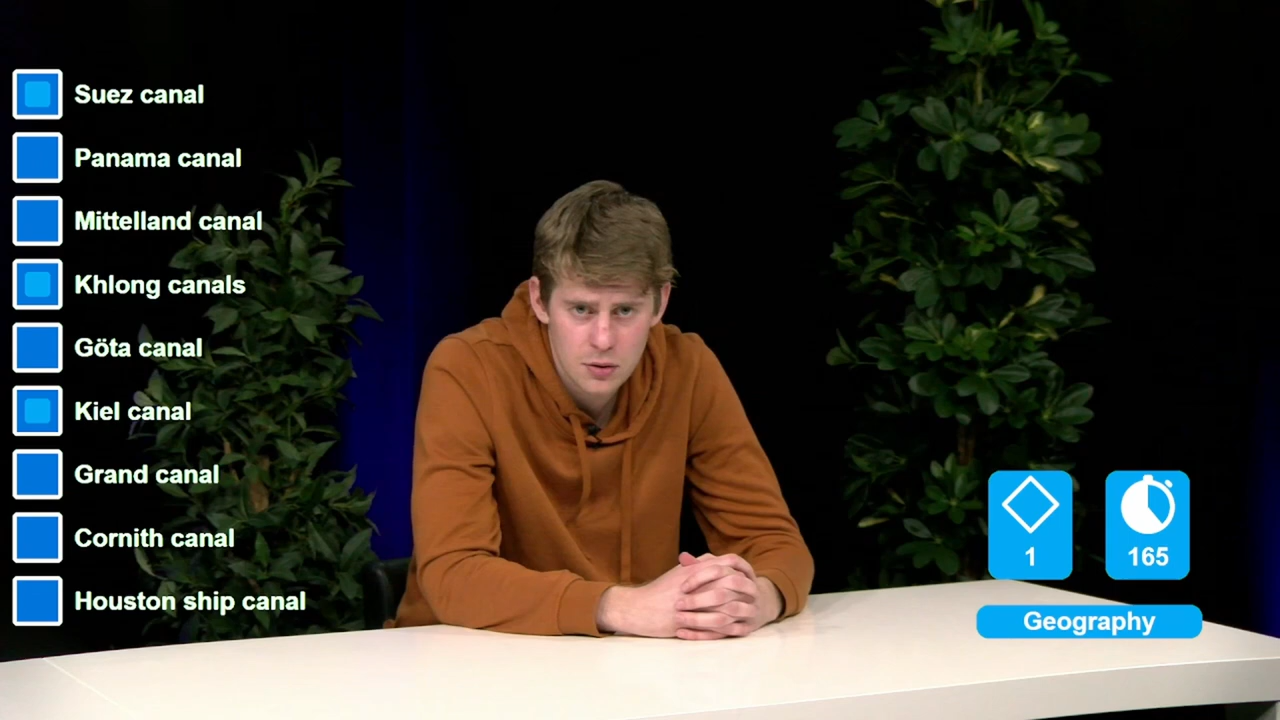 Suez canal
Panama canal
Mittelland canal
Khlong canals
Göta canal
Kiel canal
Grand canal
Cornith canal
Houston ship canal
1
165
Geography